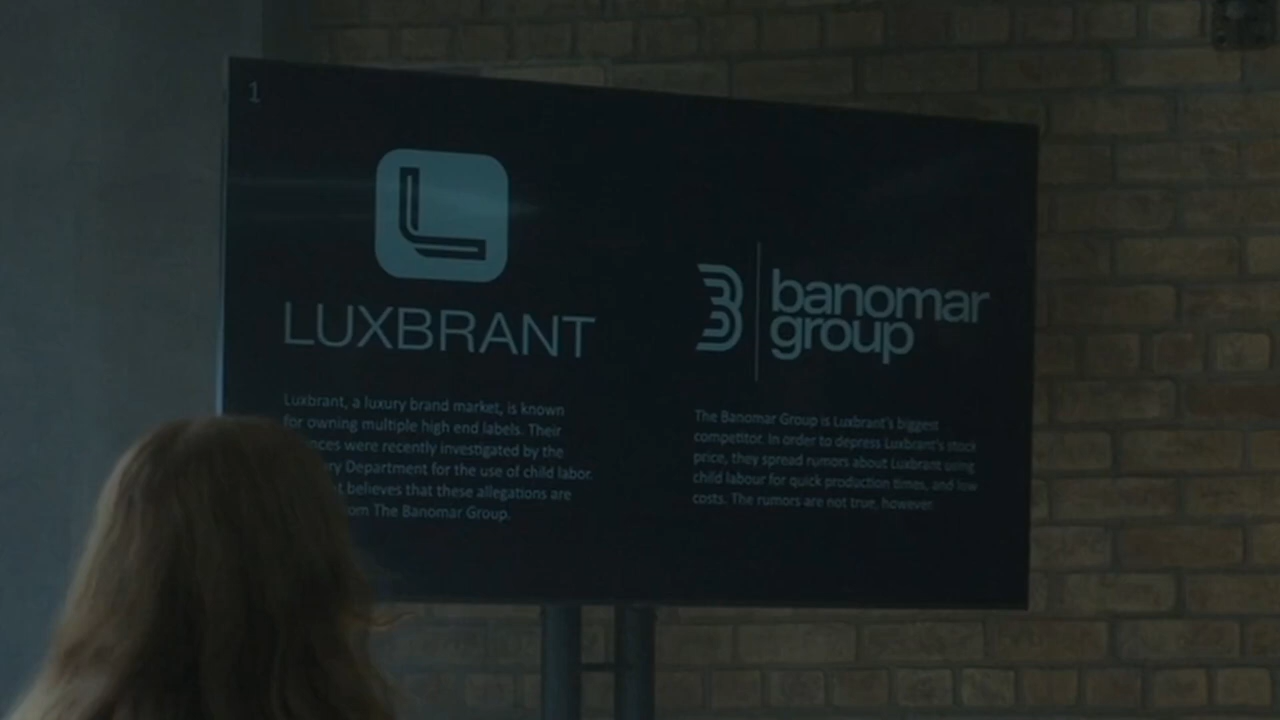 1
L
LUXBRANT
Luxbrant, a luxury brand market, is known
for owning multiple high end labels. Their
were recently investigated by the
Department for the use of child labor.
believes that these allegations are
The Banomar Group.
banomar
group
The Banomar Group is Luxbrant's biggest
competitor. In order to depress Luxbrant's stock
price, they spread rumors about Luxbrant using
child labour for quick production times, and low
costs. The rumors are not true, however.